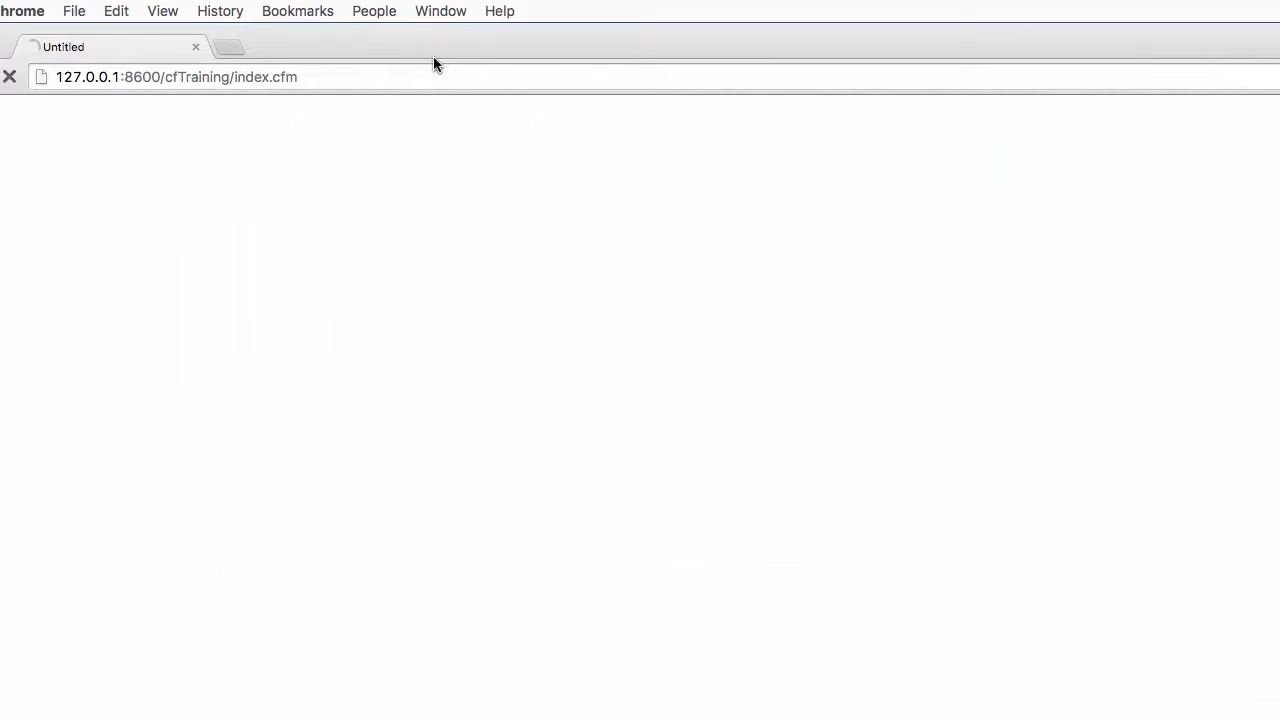 hrome File Edit View History Bookmarks People Window Help
Untitled
127.0.0.1:8600/cfTraining/index.cfm